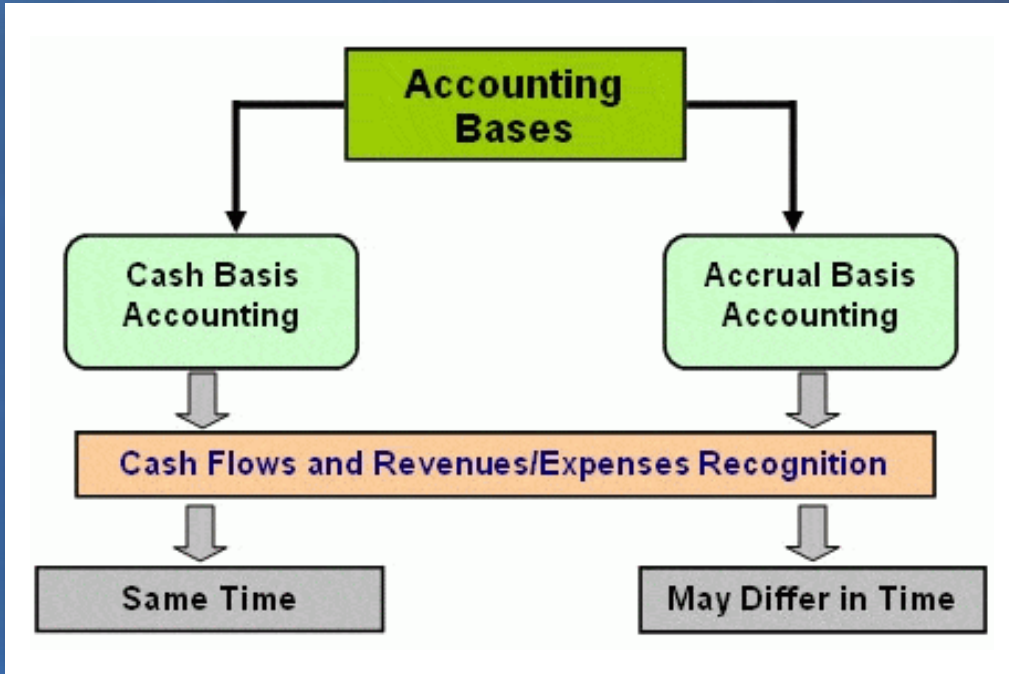 Accounting
Bases
Cash Basis
Accounting
Accrual Basis
Accounting
Cash Flows and Revenues/Expenses Recognition
Same Time
May Differ in Time